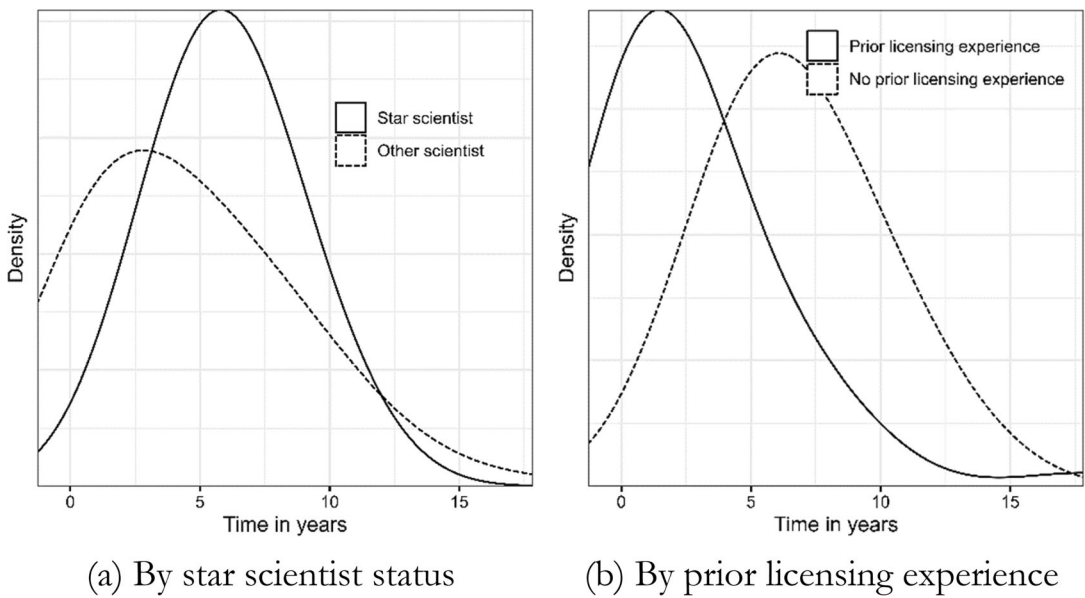 Density
Star scientist
Other scientist
0 5 10 15
Time in years
(a) By star scientist status
Density
Prior licensing experience
No prior licensing experience
0 5 10 15
Time in years
(b) By prior licensing experience